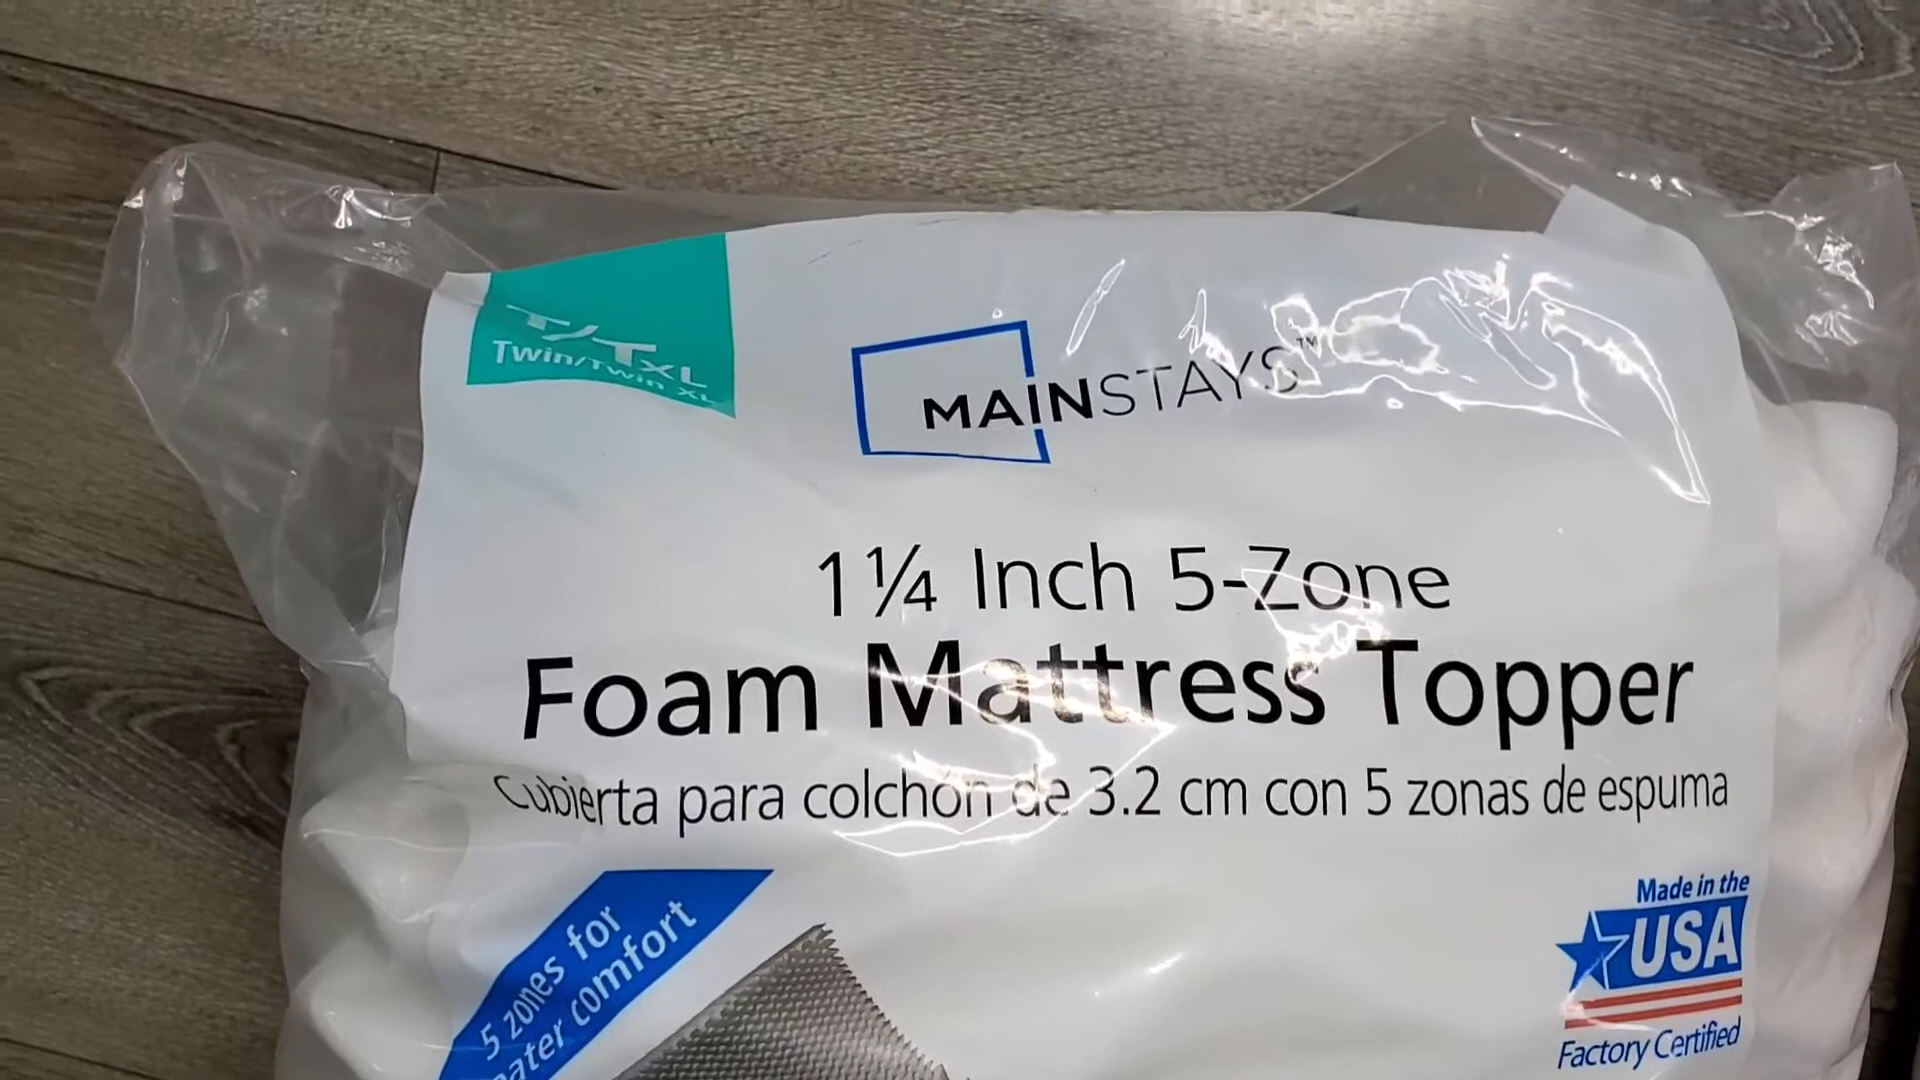 T/TXL
Twin/Twin XL
MAINSTAYS™
1¼ Inch 5-Zone
Foam Mattress Topper
Cubierta para colchón de 3.2 cm con 5 zonas de espuma
5 zones for
comfort
Made in the
USA
Factory Certified